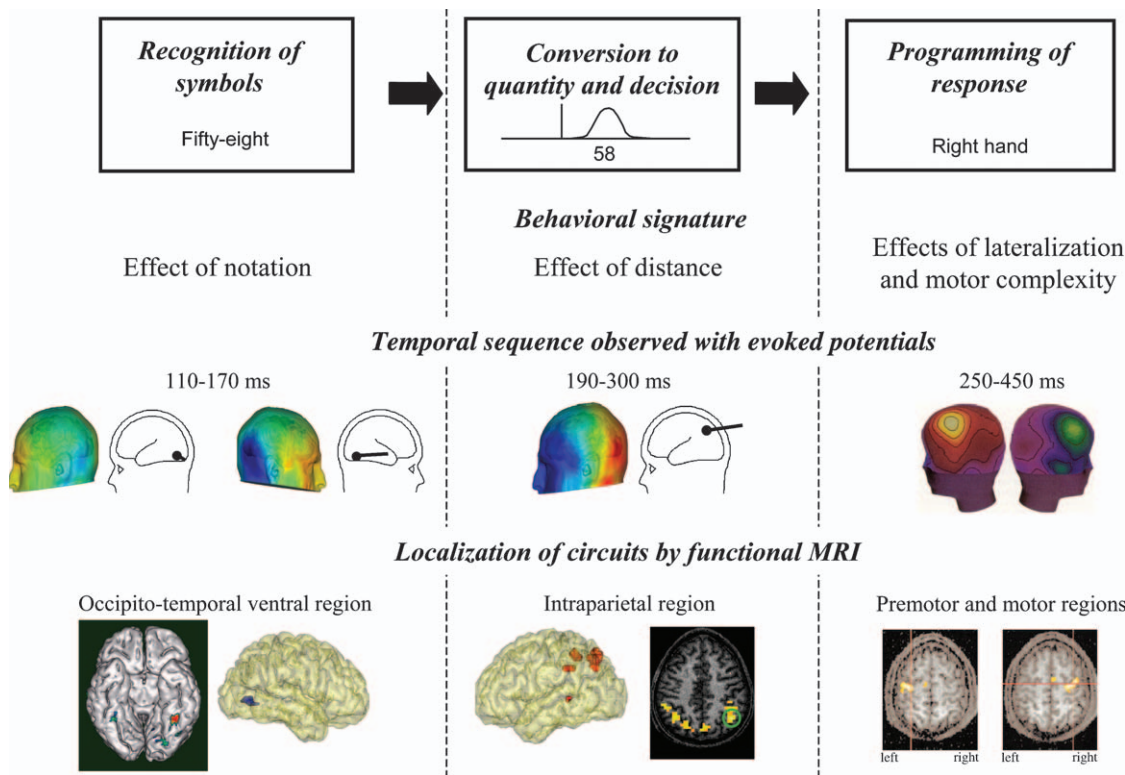 Recognition of
symbols
Fifty-eight
Conversion to
quantity and decision
58
Programming of
response
Right hand
Behavioral signature
Effect of notation
Effect of distance
Effects of lateralization
and motor complexity
Temporal sequence observed with evoked potentials
110-170 ms
190-300 ms
250-450 ms
Localization of circuits by functional MRI
Occipito-temporal ventral region
Intraparietal region
Premotor and motor regions
left right left right